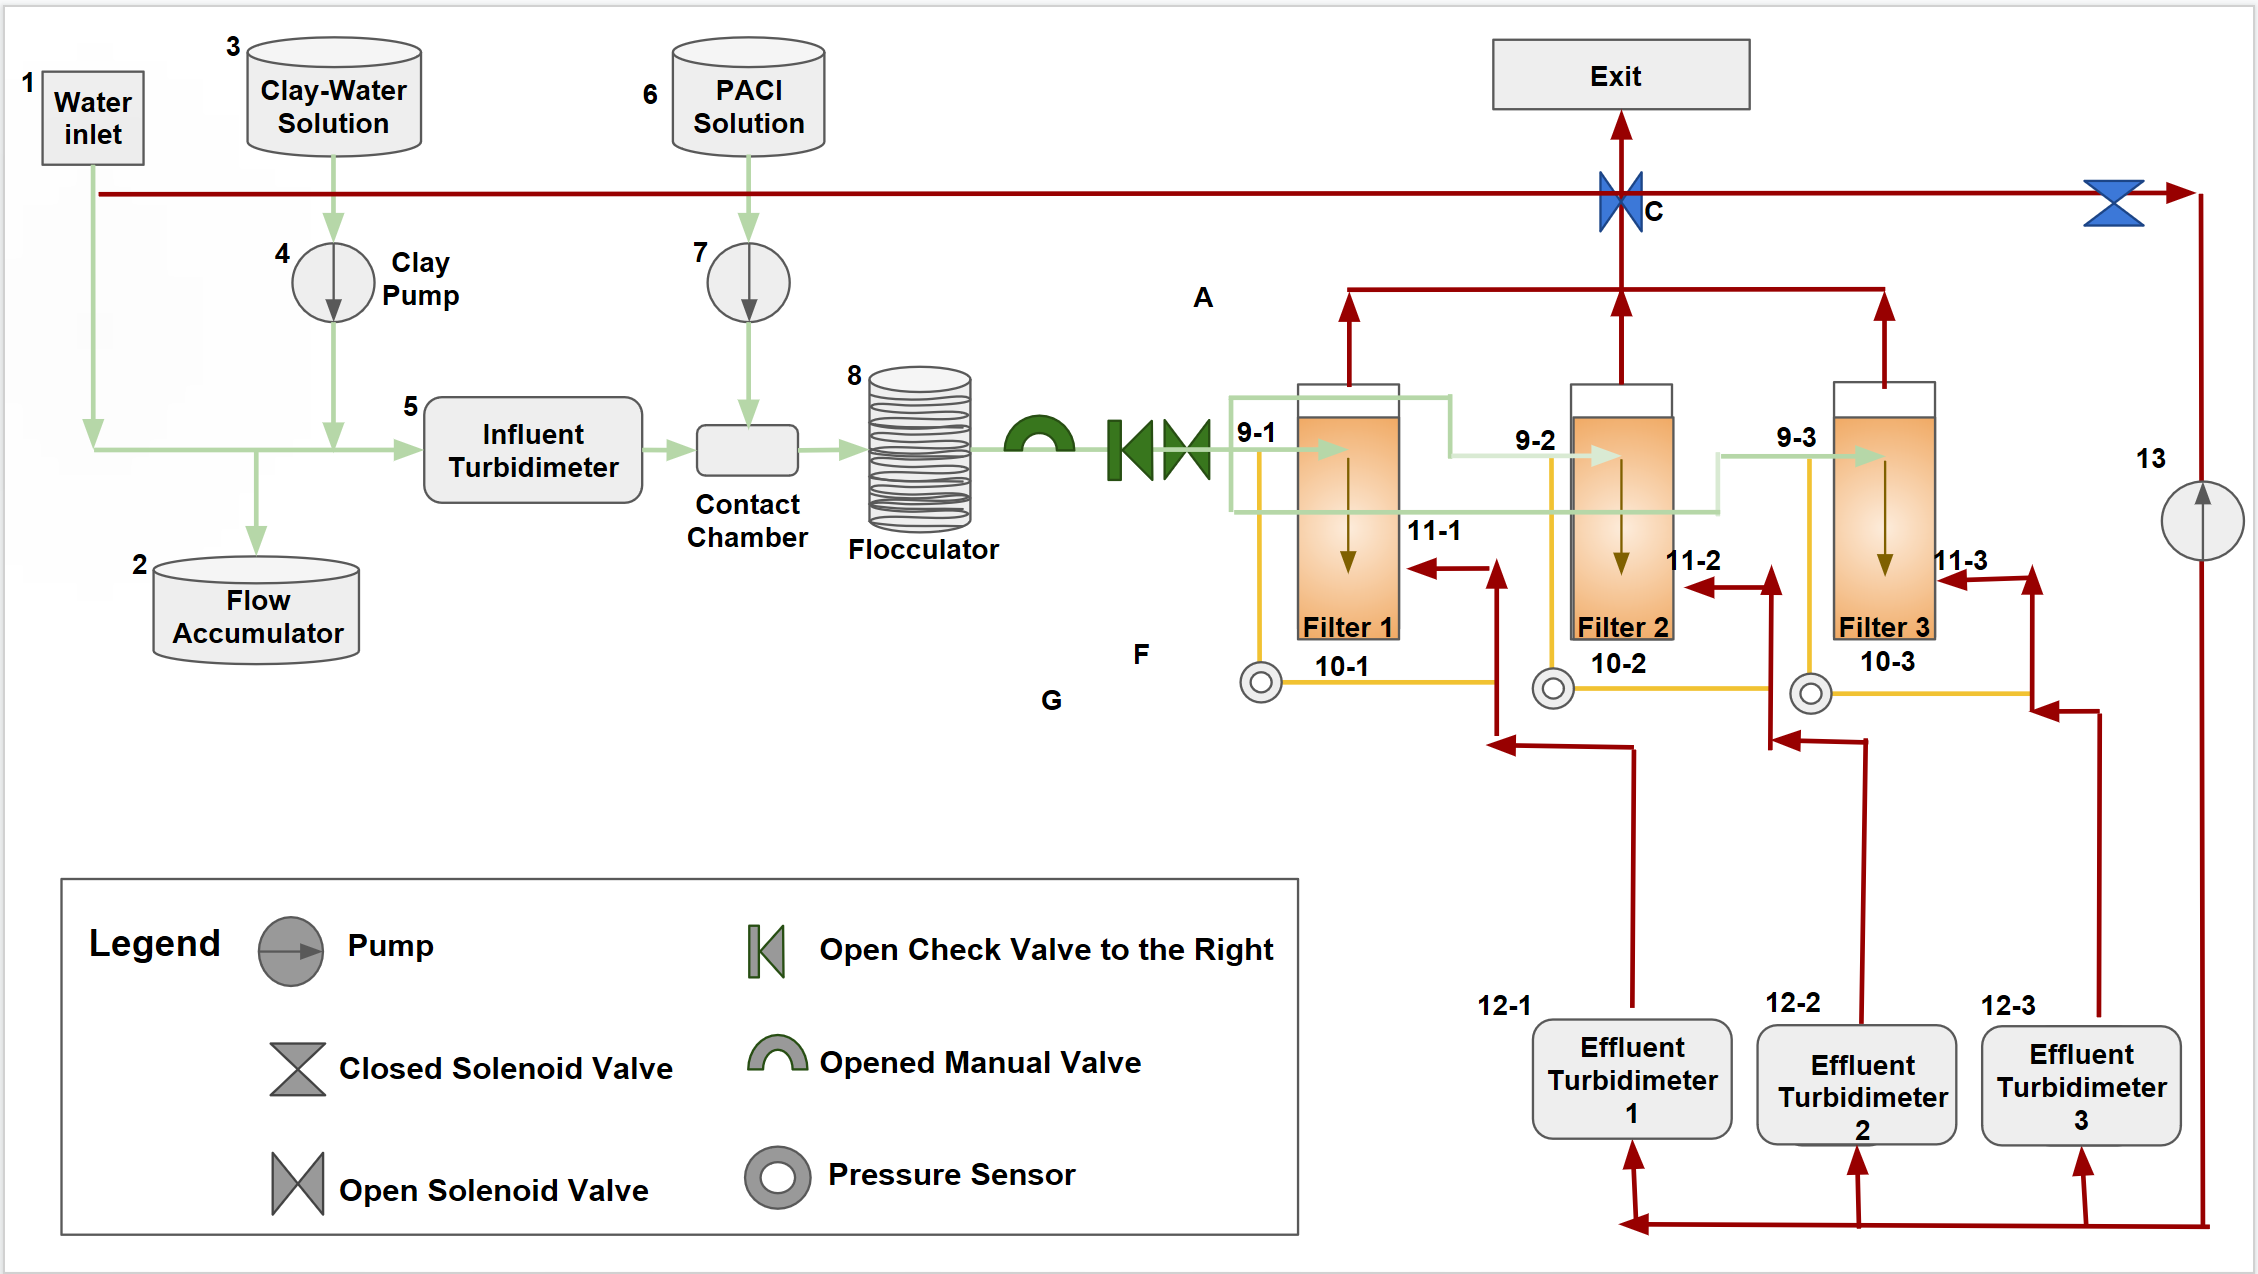 1
Water
inlet
3
Clay-Water
Solution
6
PACl
Solution
Exit
C
4
Clay
Pump
7
A
5
Influent
Turbidimeter
Contact
Chamber
8
Flocculator
9-1
9-2
9-3
13
11-1
11-2
11-3
2
Flow
Accumulator
Filter 1
Filter 2
Filter 3
F
10-1
10-2
10-3
G
Legend
Pump
Open Check Valve to the Right
Closed Solenoid Valve
Opened Manual Valve
Open Solenoid Valve
Pressure Sensor
12-1
Effluent
Turbidimeter
1
12-2
Effluent
Turbidimeter
2
12-3
Effluent
Turbidimeter
3